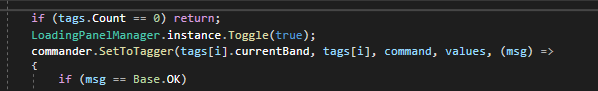 if (tags.Count == 0) return;
LoadingPanelManager.instance.Toggle(true);
commander.SetToTagger(tags[i].currentBand, tags[i], command, values, (msg) =>
{
if (msg == Base.OK)